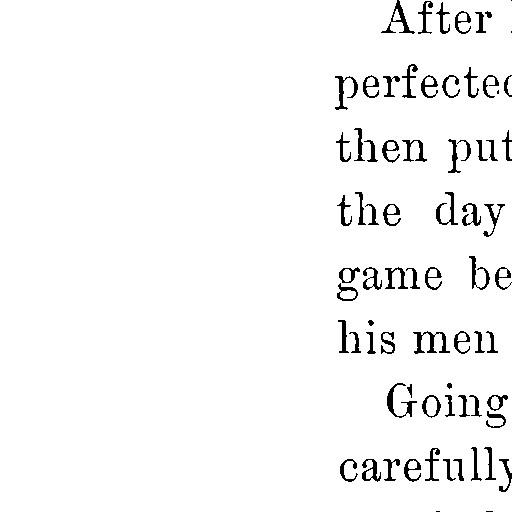 After
perfected
then put
the day
game be
his men
Going
carefully